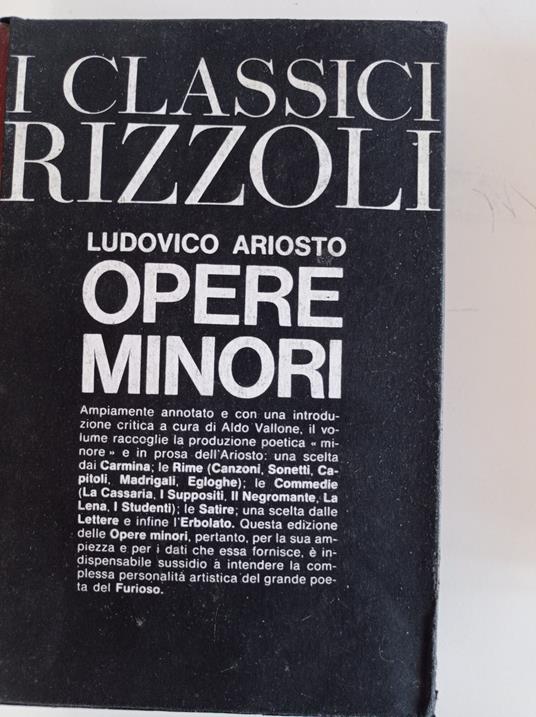 I CLASSICI
RIZZOLI
LUDOVICO ARIOSTO
OPERE
MINORI
Ampiamente annotato e con una introdu-
zione critica a cura di Aldo Vallone, il vo-
lume raccoglie la produzione poetica « mi-
nore » e in prosa dell'Ariosto: una scelta
dai Carmina; le Rime (Canzoni, Sonetti, Ca-
pitoli, Madrigali, Egloghe); le Commedie
(La Cassaria, I Suppositi, Il Negromante, La
Lena, I Studenti); le Satire; una scelta dalle
Lettere e infine l'Erbolato. Questa edizione
delle Opere minori, pertanto, per la sua am-
piezza e per i dati che essa fornisce, è in-
dispensabile sussidio a intendere la com-
plessa personalità artistica del grande poe-
ta del Furioso.